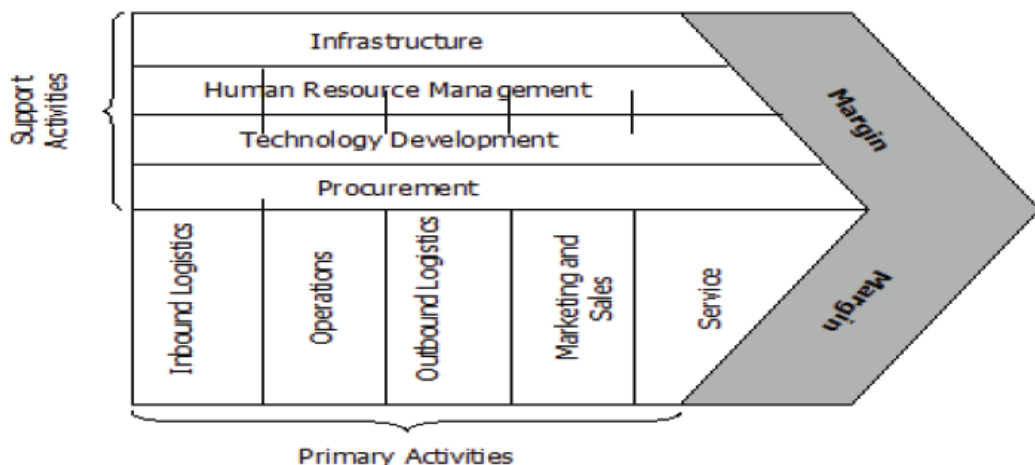 Support
Activities
Infrastructure
Human Resource Management
Technology Development
Procurement
Inbound Logistics
Operations
Outbound Logistics
Marketing and
Sales
Service
Margin
Margin
Primary Activities